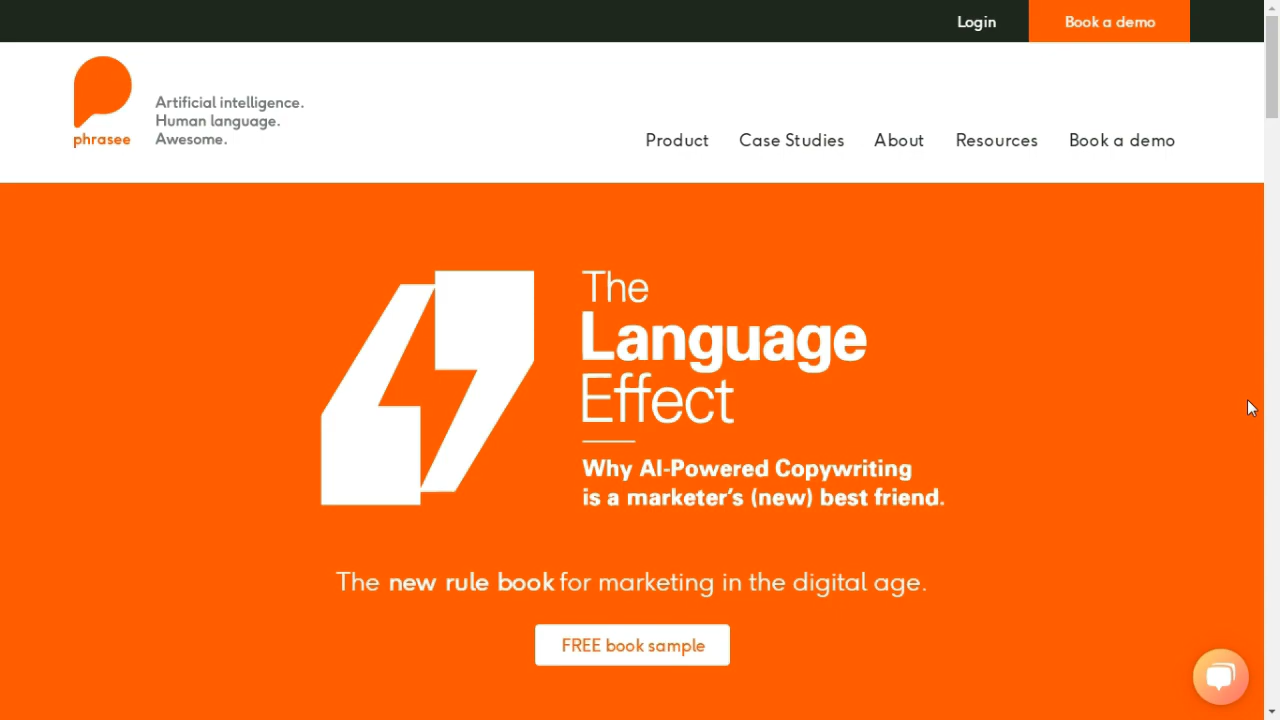 Login
Book a demo
phrasee
Artificial intelligence.
Human language.
Awesome.
Product
Case Studies
About
Resources
Book a demo
The
Language
Effect
Why AI-Powered Copywriting
is a marketer's (new) best friend.
The new rule book for marketing in the digital age.
FREE book sample